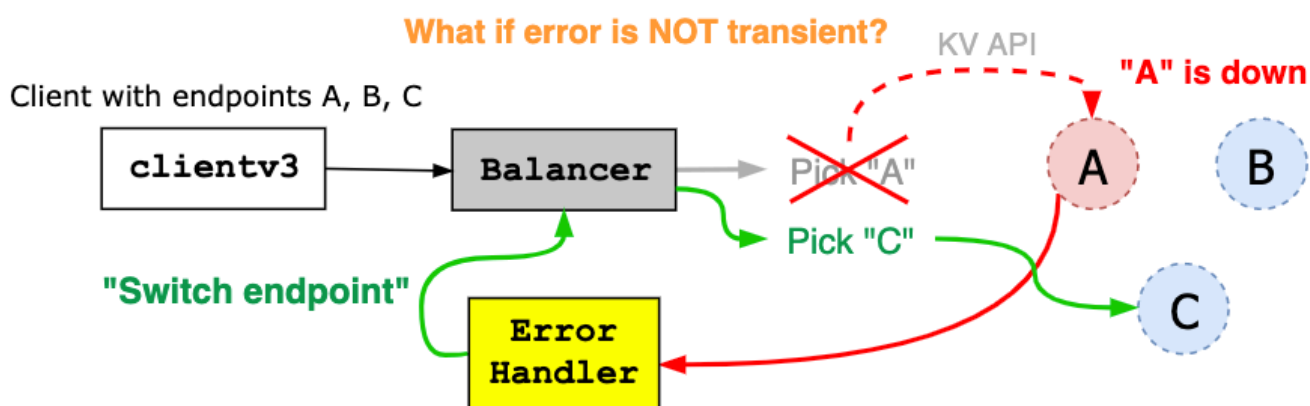 What if error is NOT transient?
KV API
"A" is down
Client with endpoints A, B, C
clientv3
Balancer
Pick "A"
A
B
Pick "C"
"Switch endpoint"
C
Error
Handler